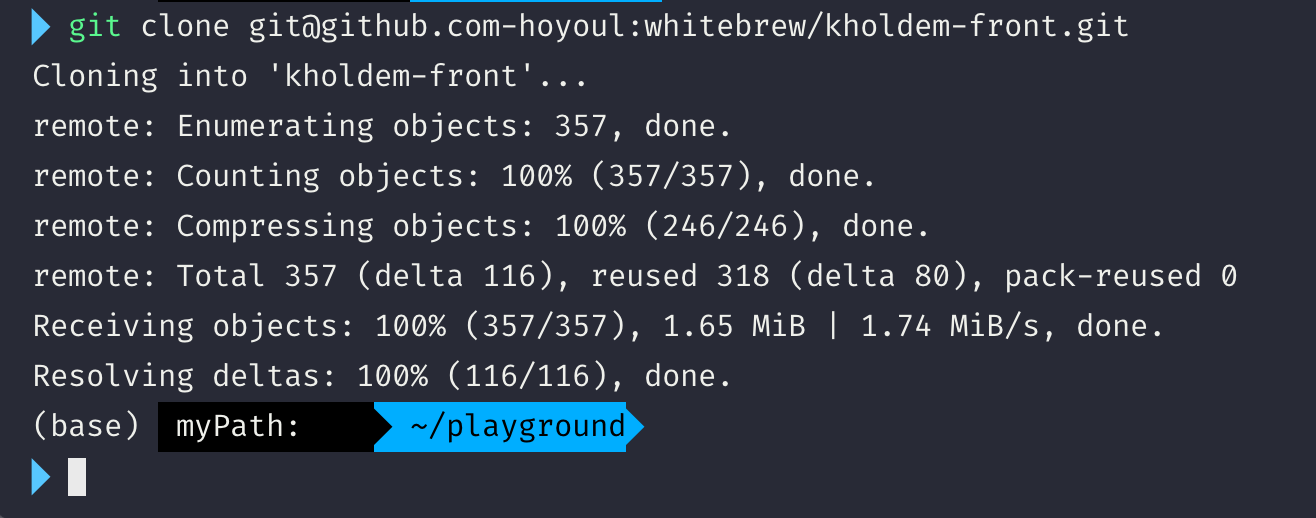 git clone git@github.com-hoyoul:whitebrew/kholdem-front.git
Cloning into 'kholdem-front'...
remote: Enumerating objects: 357, done.
remote: Counting objects: 100% (357/357), done.
remote: Compressing objects: 100% (246/246), done.
remote: Total 357 (delta 116), reused 318 (delta 80), pack-reused 0
Receiving objects: 100% (357/357), 1.65 MiB | 1.74 MiB/s, done.
Resolving deltas: 100% (116/116), done.
(base) myPath: ~/playground